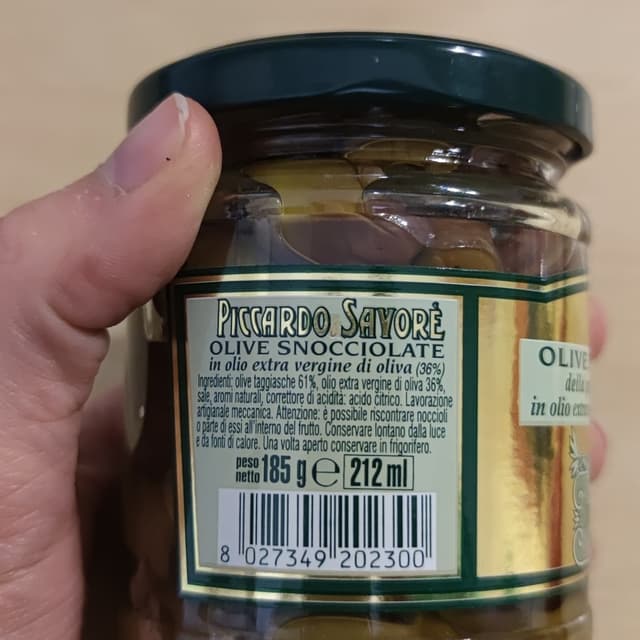 PICCARDO & SAVORÈ
OLIVE SNOCCIOLATE
in olio extra vergine di oliva (36%)
Ingredienti: olive taggiasche 61%, olio extra vergine di oliva 36%,
sale, aromi naturali, correttore di acidità: acido citrico. Lavorazione
artigianale meccanica. Attenzione: è possibile riscontrare noccioli
o parte di essi all'interno del frutto. Conservare lontano dalla luce
e da fonti di calore. Una volta aperto conservare in frigorifero.
peso
netto 185 g e 212 ml
8 027349 202300
OLIVE
in olio